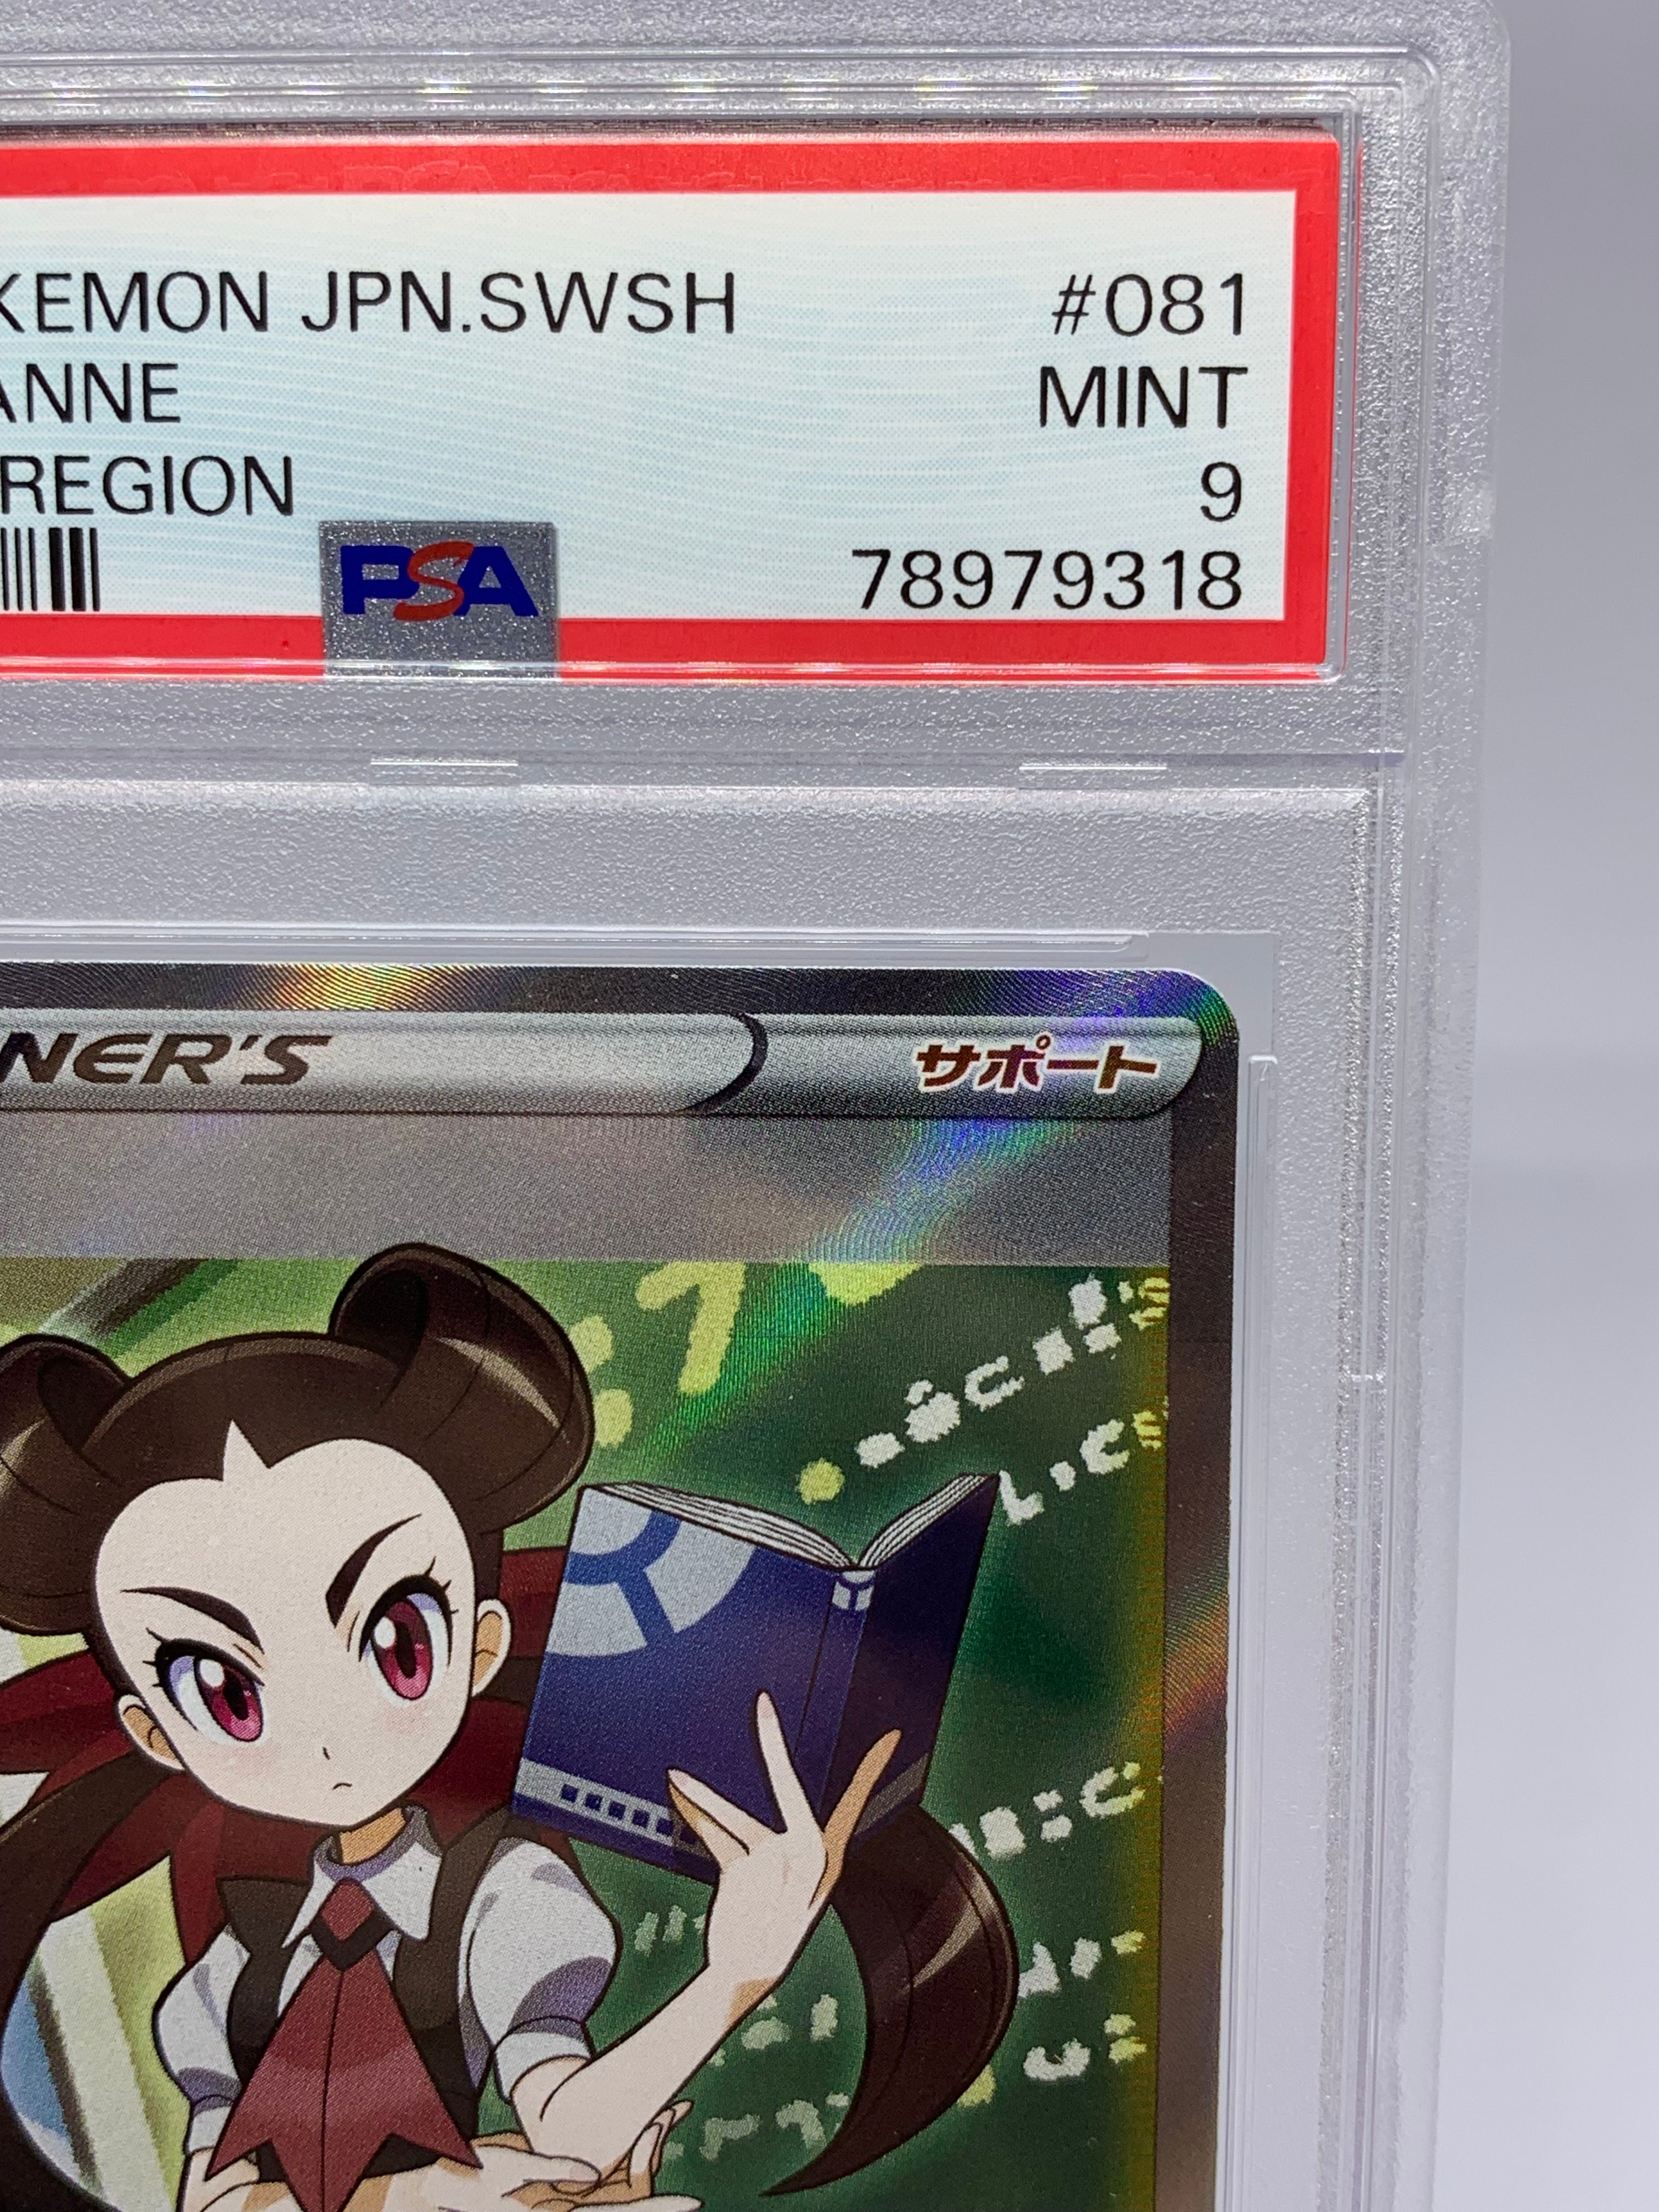 KEMON JPN.SWSH #081
ANNE MINT
REGION 9
PSA 78979318
NER'S サポート